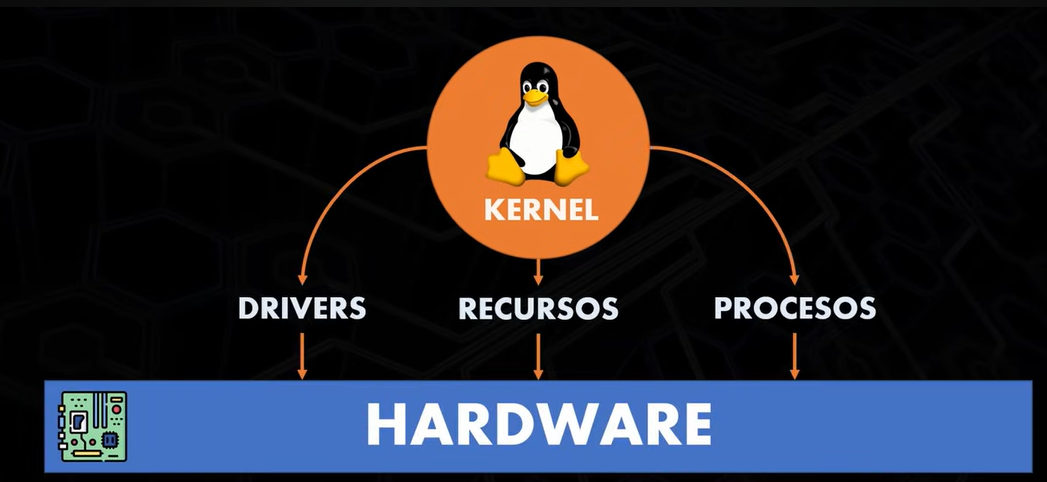 KERNEL
DRIVERS
RECURSOS
PROCESOS
HARDWARE